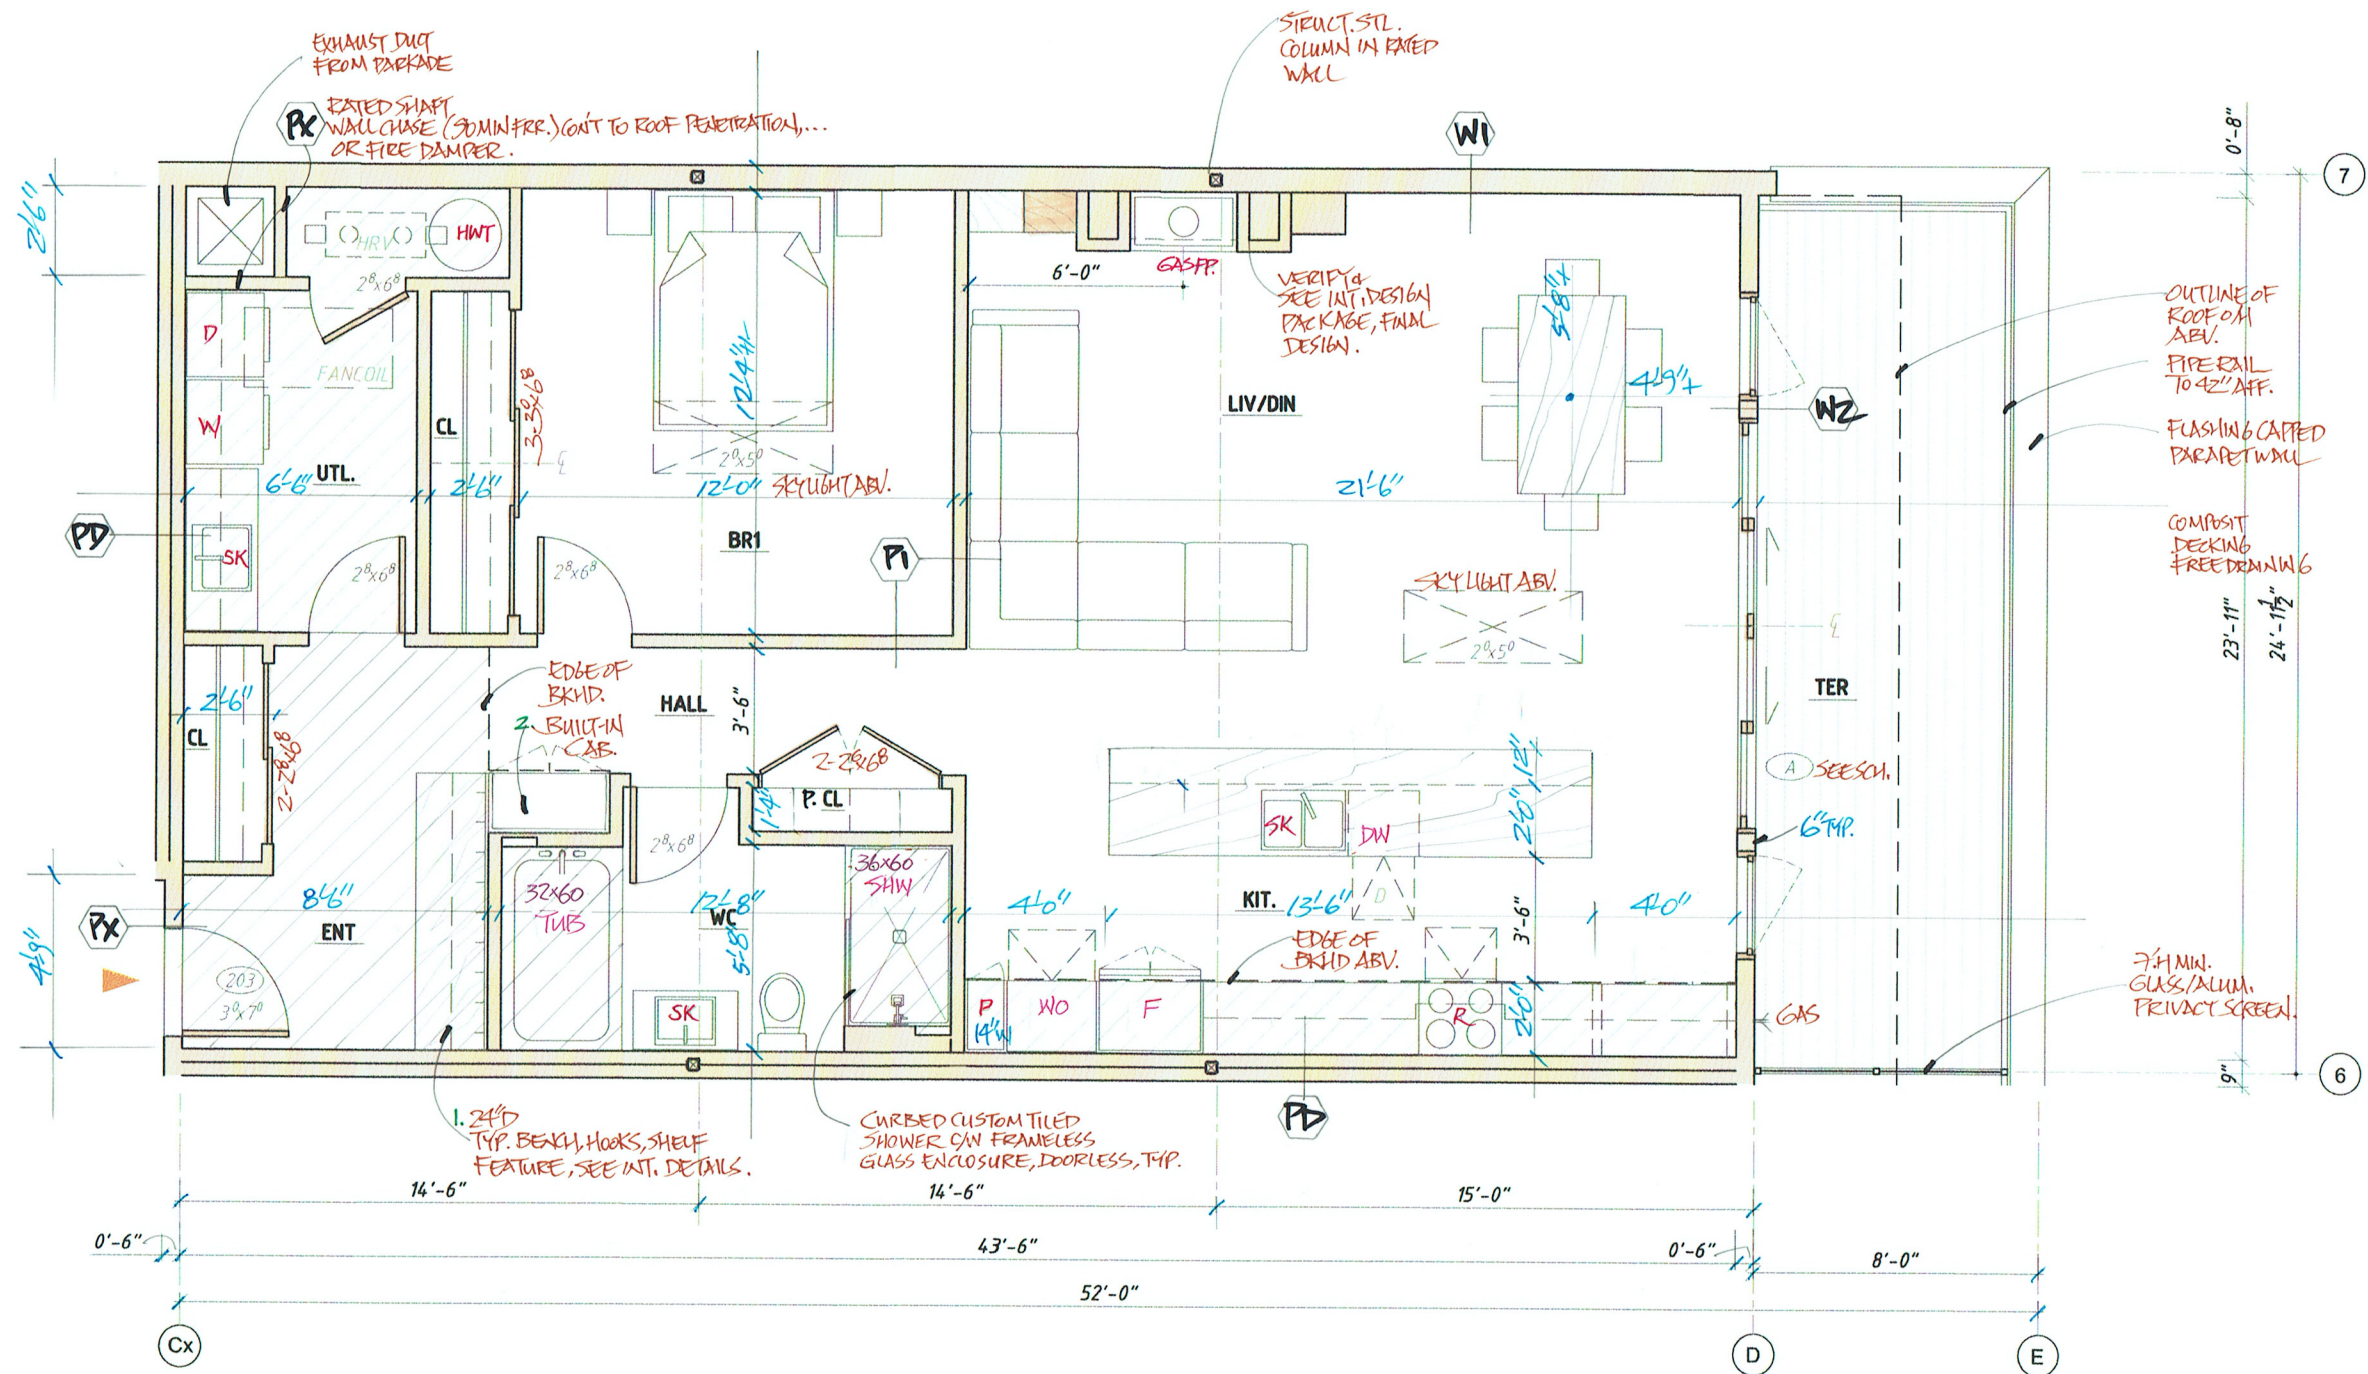 EXHAUST DUCT
FROM PARKADE
STRUCT. STL.
COLUMN IN RATED
WALL
PX
RATED SHAFT
WALL CHASE (90 MIN FRR.) CON'T TO ROOF PENETRATION,...
OR FIRE DAMPER.
W1
0'-8"
7
2'-6"
HRV
HWT
2⁸x6⁸
6'-0"
GAS FP.
VERIFY &
SEE INT. DESIGN
PACKAGE, FINAL
DESIGN.
5'-8"±
4'-9"±
OUTLINE OF
ROOF O/H
ABV.
PIPE RAIL
TO 42" AFF.
FLASHING CAPPED
PARAPET WALL
COMPOSIT
DECKING
FREE DRAINING
D
FANCOIL
W
CL
3-3⁰x6⁸
12'-4"±
LIV/DIN
W2
2⁰x5⁰
6'-6"
UTL.
2'-6"
12'-0"
SKYLIGHT ABV.
21'-6"
PD
SK
2⁸x6⁸
2⁸x6⁸
BR1
P1
SKYLIGHT ABV.
2⁰x5⁰
23'-11"
24'-11½"
2'-6"
CL
2-2⁸x6⁸
EDGE OF
BKHD.
HALL
3'-6"
TER
2. BUILT-IN
CAB.
2-2⁶x6⁸
P. CL
1'-4"
12"
2'-0"
A SEE SCH.
6" TYP.
SK
DW
2⁸x6⁸
32x60
TUB
36x60
SHW
8'-6"
12'-8"
WC
5'-8"
4'-0"
KIT. 13'-6"
D
4'-0"
3'-6"
PX
ENT
4'-9"
203
3⁰x7⁰
EDGE OF
BKHD ABV.
SK
P
14"W
WO
F
R
2'-0"
GAS
7' H MIN.
GLASS/ALUM.
PRIVACY SCREEN.
9"
6
PD
1. 24"D
TYP. BENCH, HOOKS, SHELF
FEATURE, SEE INT. DETAILS.
CURBED CUSTOM TILED
SHOWER C/W FRAMELESS
GLASS ENCLOSURE, DOORLESS, TYP.
14'-6"
14'-6"
15'-0"
0'-6"
43'-6"
0'-6"
8'-0"
52'-0"
Cx
D
E